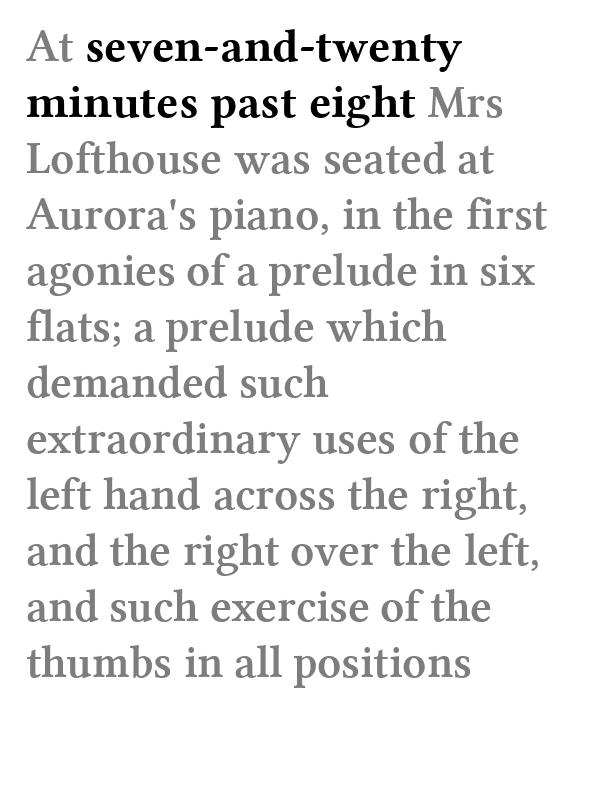 At seven-and-twenty
minutes past eight Mrs
Lofthouse was seated at
Aurora's piano, in the first
agonies of a prelude in six
flats; a prelude which
demanded such
extraordinary uses of the
left hand across the right,
and the right over the left,
and such exercise of the
thumbs in all positions